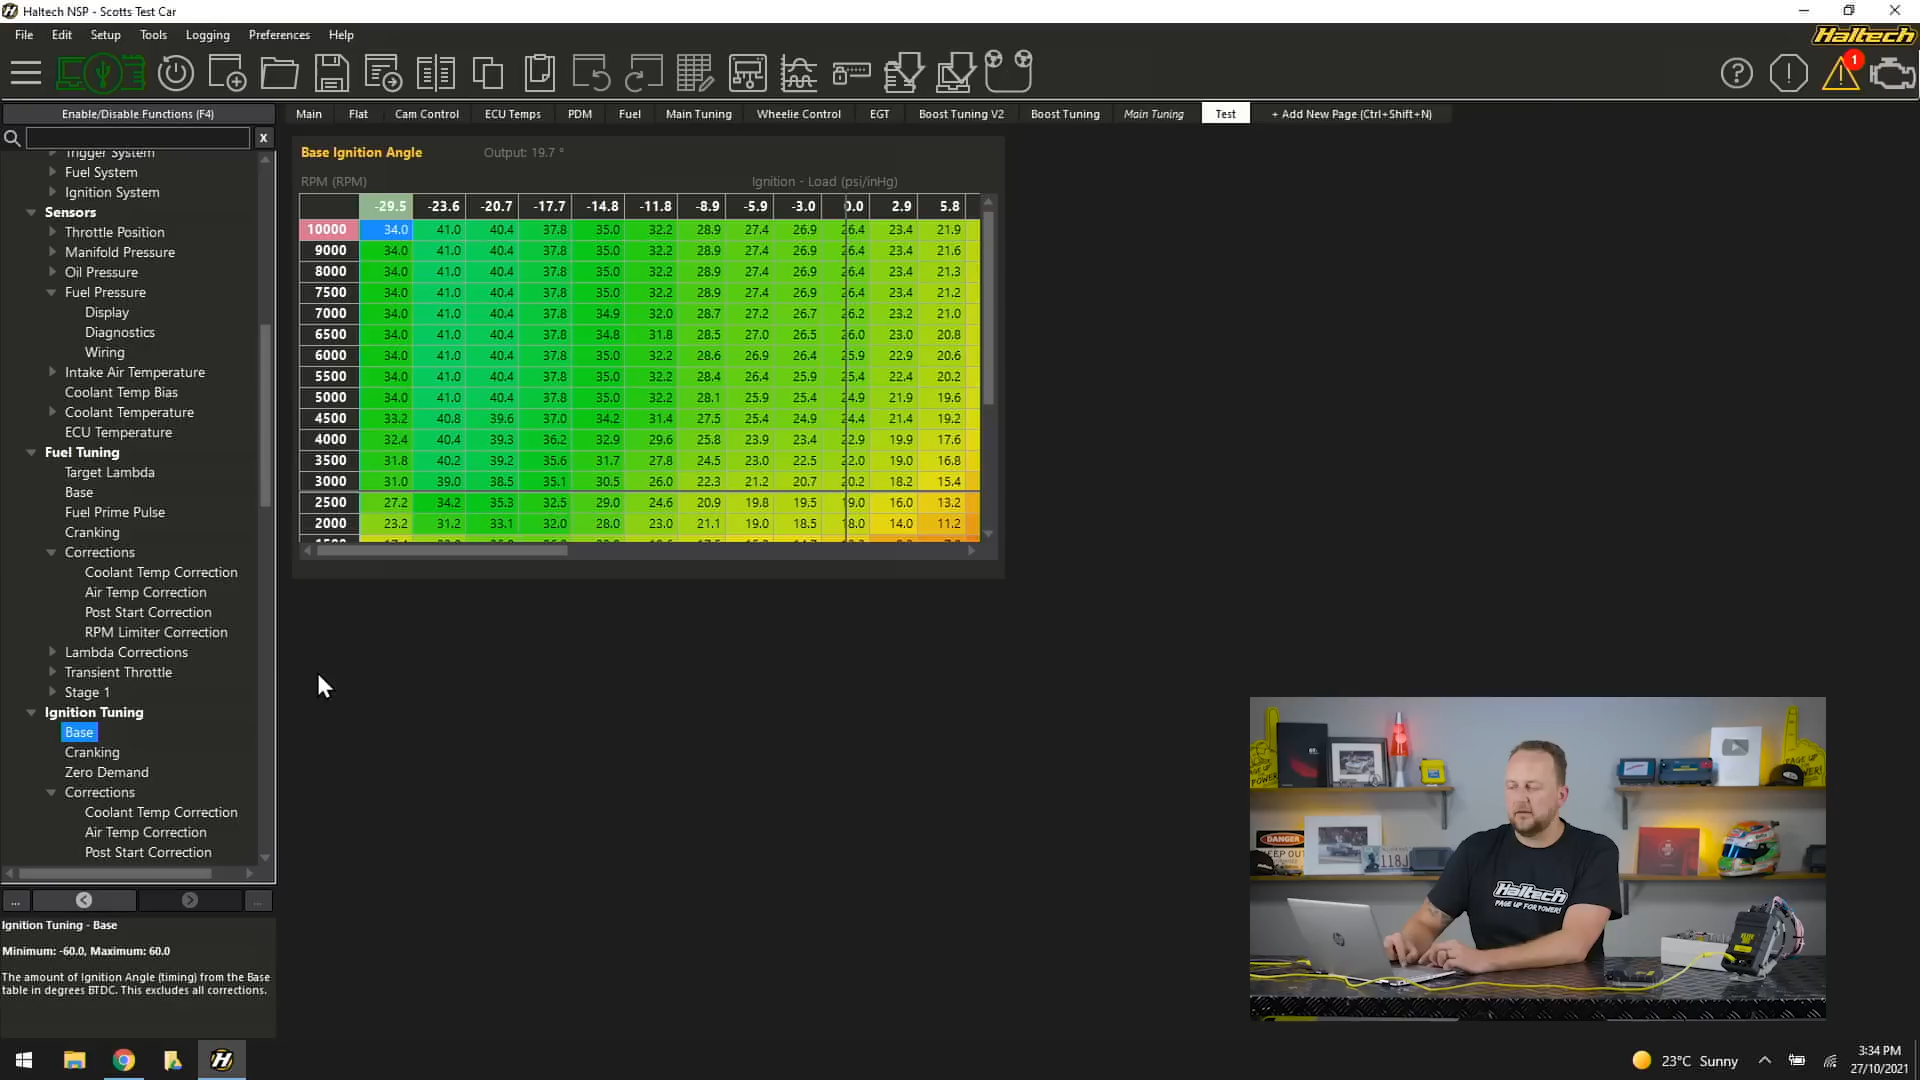 Haltech NSP - Scotts Test Car
File Edit Setup Tools Logging Preferences Help
Haltech
1
Enable/Disable Functions (F4)
Main Flat Cam Control ECU Temps PDM Fuel Main Tuning Wheelie Control EGT Boost Tuning V2 Boost Tuning Main Tuning Test + Add New Page (Ctrl+Shift+N)
x
Trigger System
Fuel System
Ignition System
Sensors
Throttle Position
Manifold Pressure
Oil Pressure
Fuel Pressure
Display
Diagnostics
Wiring
Intake Air Temperature
Coolant Temp Bias
Coolant Temperature
ECU Temperature
Fuel Tuning
Target Lambda
Base
Fuel Prime Pulse
Cranking
Corrections
Coolant Temp Correction
Air Temp Correction
Post Start Correction
RPM Limiter Correction
Lambda Corrections
Transient Throttle
Stage 1
Ignition Tuning
Base
Cranking
Zero Demand
Corrections
Coolant Temp Correction
Air Temp Correction
Post Start Correction
... ...
Ignition Tuning - Base
Minimum: -60.0, Maximum: 60.0
The amount of Ignition Angle (timing) from the Base
table in degrees BTDC. This excludes all corrections.
Base Ignition Angle Output: 19.7 °
RPM (RPM) Ignition - Load (psi/inHg)
-29.5 -23.6 -20.7 -17.7 -14.8 -11.8 -8.9 -5.9 -3.0 0.0 2.9 5.8
10000 34.0 41.0 40.4 37.8 35.0 32.2 28.9 27.4 26.9 26.4 23.4 21.9
9000 34.0 41.0 40.4 37.8 35.0 32.2 28.9 27.4 26.9 26.4 23.4 21.6
8000 34.0 41.0 40.4 37.8 35.0 32.2 28.9 27.4 26.9 26.4 23.4 21.3
7500 34.0 41.0 40.4 37.8 35.0 32.2 28.9 27.4 26.9 26.4 23.4 21.2
7000 34.0 41.0 40.4 37.8 34.9 32.0 28.7 27.2 26.7 26.2 23.2 21.0
6500 34.0 41.0 40.4 37.8 34.8 31.8 28.5 27.0 26.5 26.0 23.0 20.8
6000 34.0 41.0 40.4 37.8 35.0 32.2 28.6 26.9 26.4 25.9 22.9 20.6
5500 34.0 41.0 40.4 37.8 35.0 32.2 28.4 26.4 25.9 25.4 22.4 20.2
5000 34.0 41.0 40.4 37.8 35.0 32.2 28.1 25.9 25.4 24.9 21.9 19.6
4500 33.2 40.8 39.6 37.0 34.2 31.4 27.5 25.4 24.9 24.4 21.4 19.2
4000 32.4 40.4 39.3 36.2 32.9 29.6 25.8 23.9 23.4 22.9 19.9 17.6
3500 31.8 40.2 39.2 35.6 31.7 27.8 24.5 23.0 22.5 22.0 19.0 16.8
3000 31.0 39.0 38.5 35.1 30.5 26.0 22.3 21.2 20.7 20.2 18.2 15.4
2500 27.2 34.2 35.3 32.5 29.0 24.6 20.9 19.8 19.5 19.0 16.0 13.2
2000 23.2 31.2 33.1 32.0 28.0 23.0 21.1 19.0 18.5 18.0 14.0 11.2
DANGER
KEEP OUT
118J
PAGE UP
POWER!
Haltech
PAGE UP FOR POWER!
hp
23°C Sunny
3:34 PM
27/10/2021